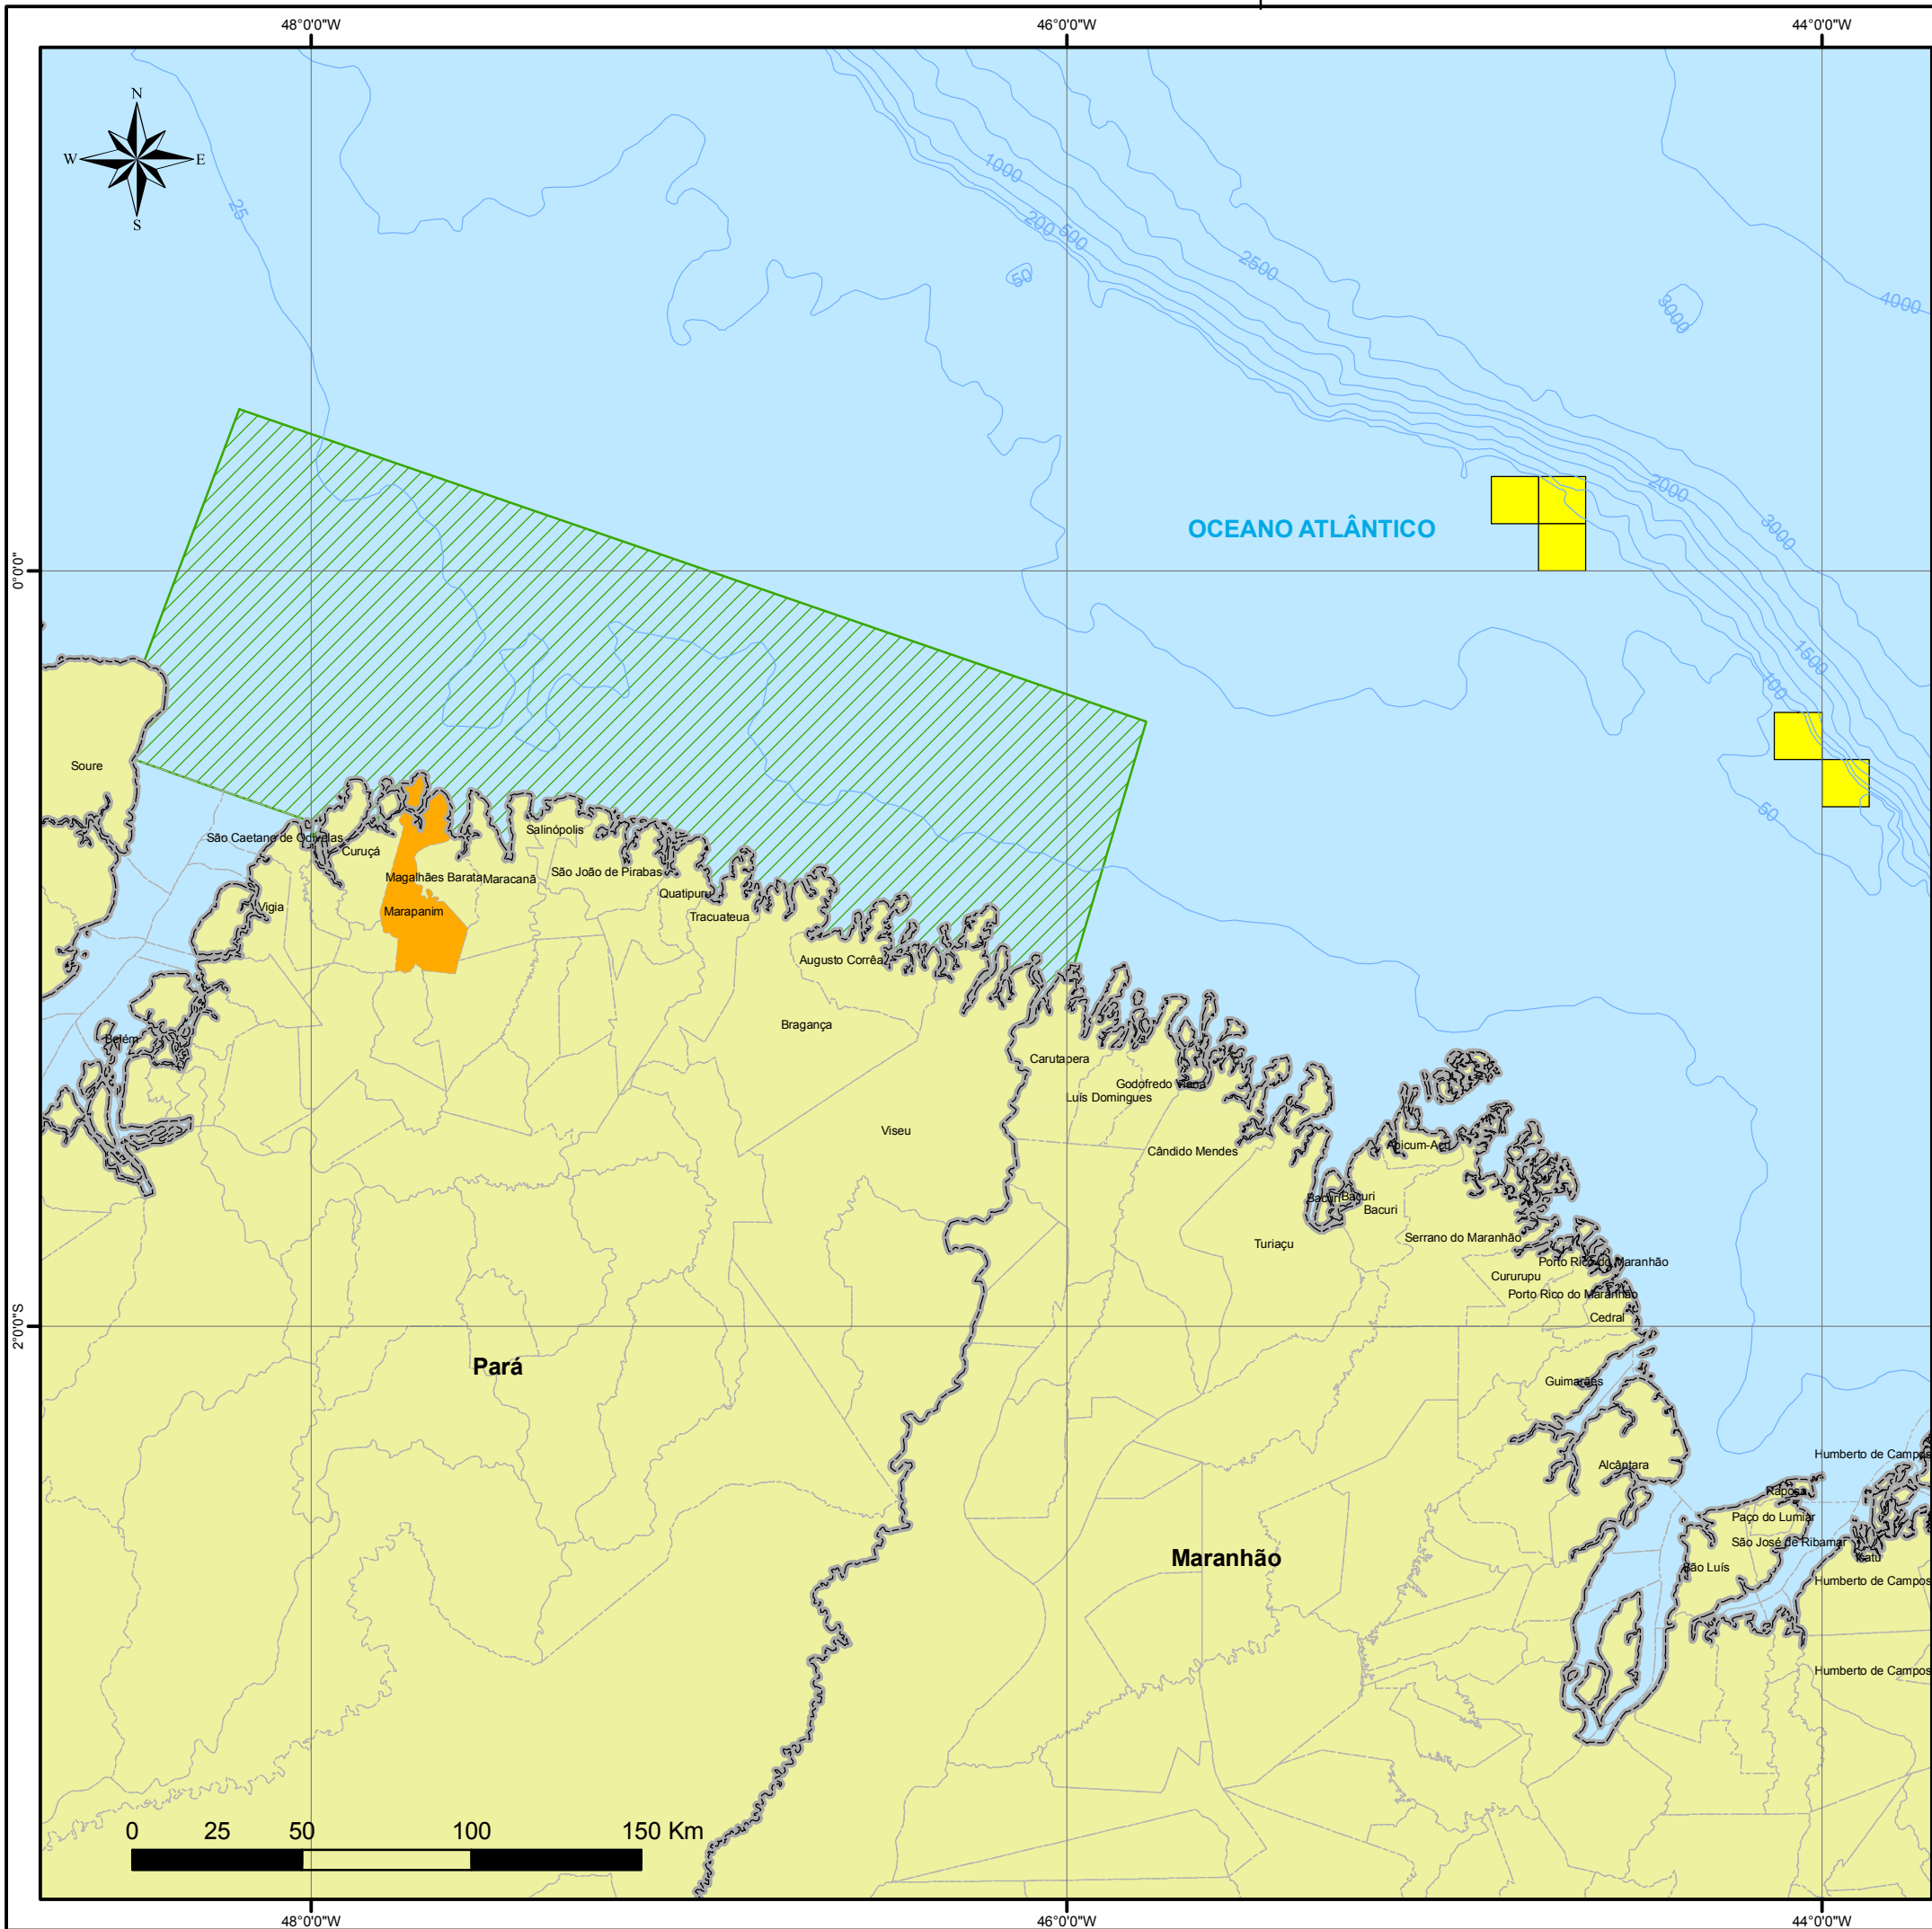 48°0'0"W
46°0'0"W
44°0'0"W
N
W
E
S
25
1000
200
500
2500
50
3000
4000
OCEANO ATLÂNTICO
2000
3000
0°0'0"
1500
100
50
Soure
São Caetano de Odivelas
Curuçá
Salinópolis
Magalhães Barata
Maracanã
São João de Pirabas
Quatipuru
Vigia
Marapanim
Tracuateua
Augusto Corrêa
Bragança
Belém
Carutapera
Godofredo Viana
Luís Domingues
Viseu
Cândido Mendes
Apicum-Açu
Bacuri
Bacuri
Bacuri
Turiaçu
Serrano do Maranhão
Porto Rico do Maranhão
Cururupu
Porto Rico do Maranhão
Cedral
2°0'0"S
Pará
Guimarães
Humberto de Campos
Alcântara
Raposa
Paço do Lumiar
São José de Ribamar
Maranhão
Icatu
São Luís
Humberto de Campos
Humberto de Campos
0
25
50
100
150 Km
48°0'0"W
46°0'0"W
44°0'0"W